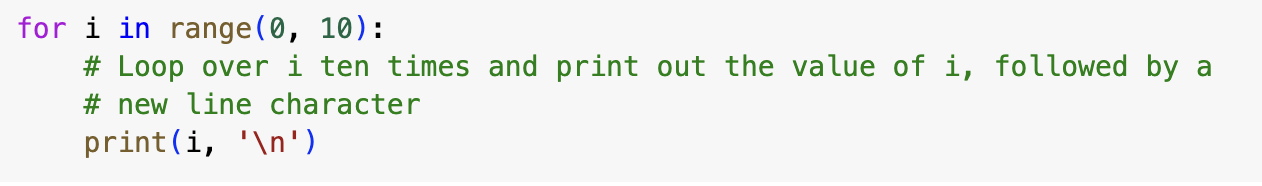 for i in range(0, 10):
    # Loop over i ten times and print out the value of i, followed by a
    # new line character
    print(i, '\n')